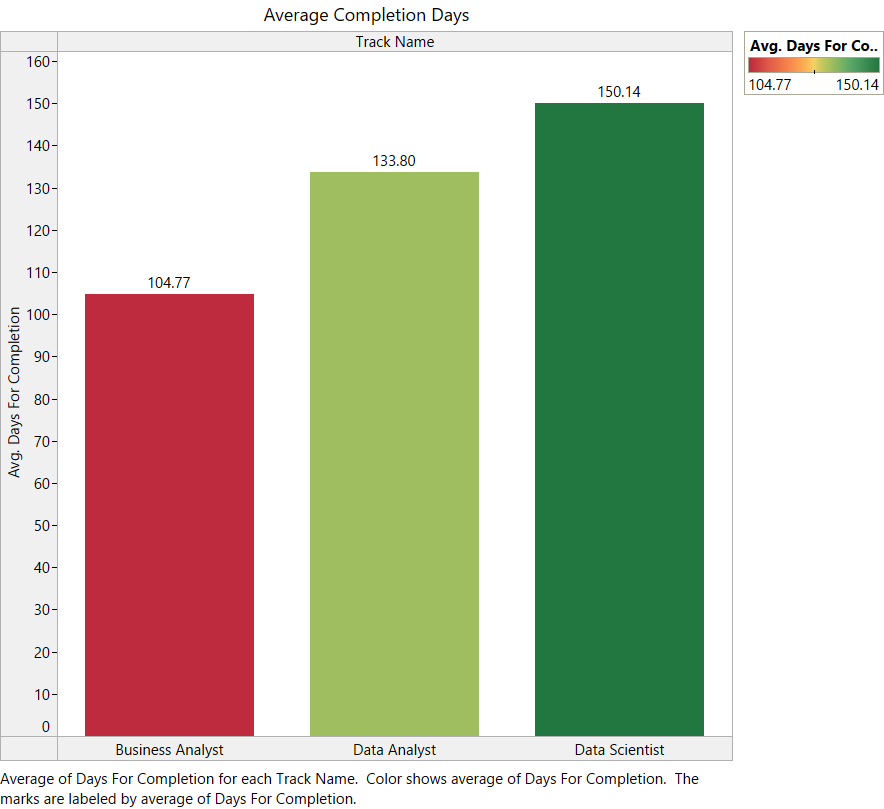 Average Completion Days
Track Name
Avg. Days For Co..
104.77
150.14
Avg. Days For Completion
160
150
140
130
120
110
100
90
80
70
60
50
40
30
20
10
0
104.77
133.80
150.14
Business Analyst
Data Analyst
Data Scientist
Average of Days For Completion for each Track Name.  Color shows average of Days For Completion.  The
marks are labeled by average of Days For Completion.